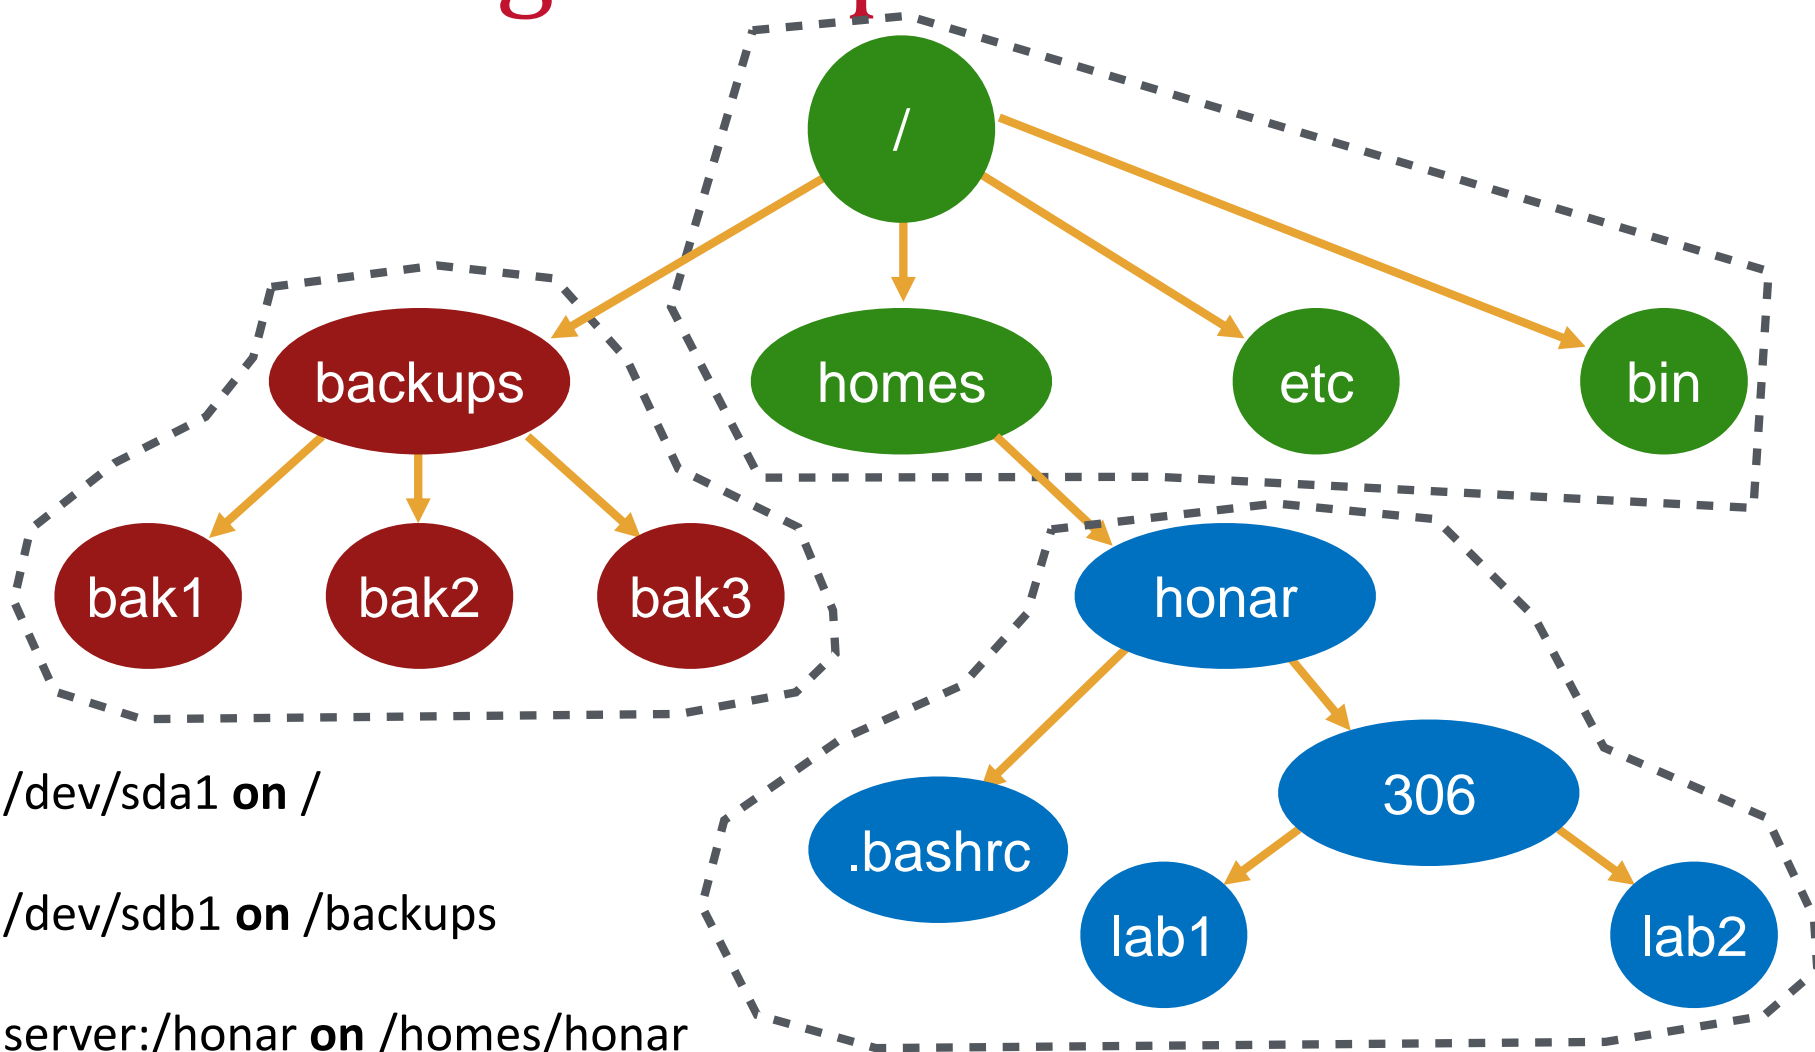 /
backups
homes
etc
bin
bak1
bak2
bak3
honar
306
.bashrc
lab1
lab2
/dev/sda1 on /
/dev/sdb1 on /backups
server:/honar on /homes/honar